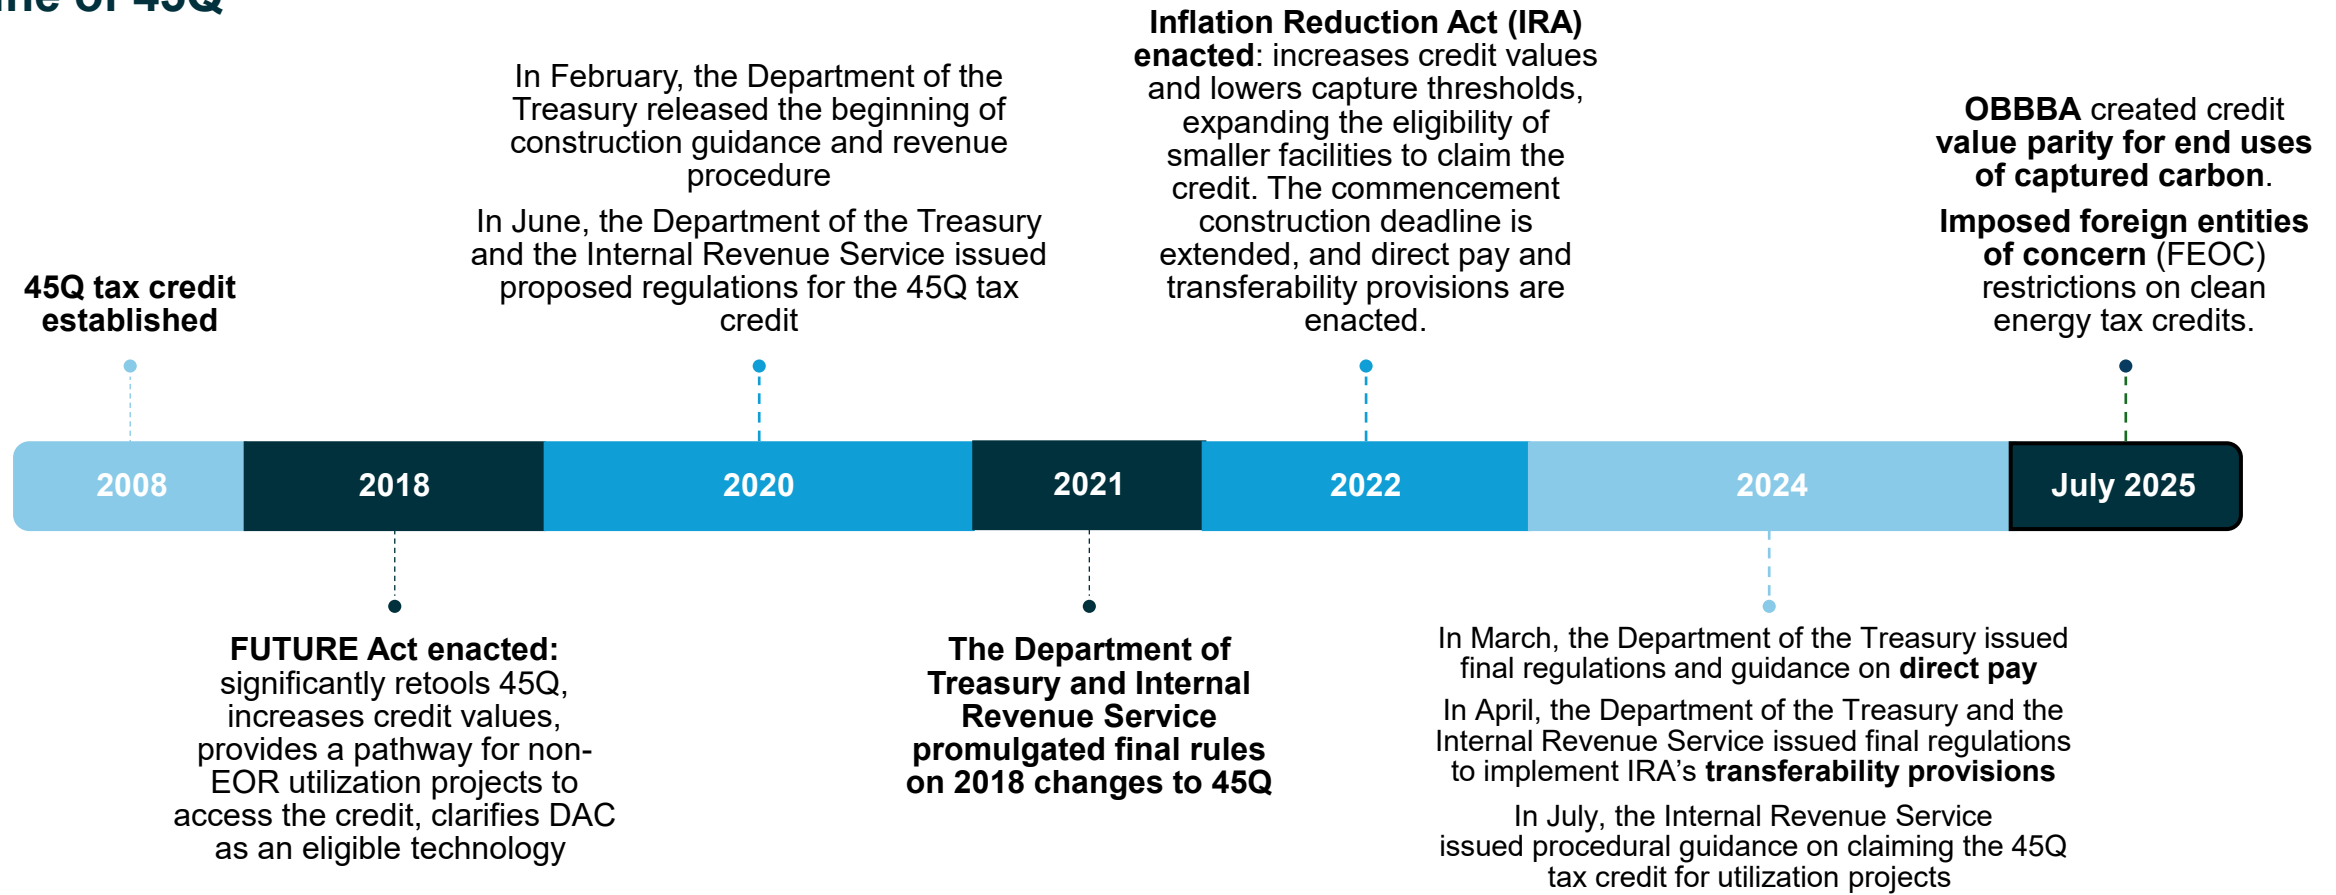 of 45Q
45Q tax credit
established
In February, the Department of the
Treasury released the beginning of
construction guidance and revenue
procedure
In June, the Department of the Treasury
and the Internal Revenue Service issued
proposed regulations for the 45Q tax
credit
Inflation Reduction Act (IRA)
enacted: increases credit values
and lowers capture thresholds,
expanding the eligibility of
smaller facilities to claim the
credit. The commencement
construction deadline is
extended, and direct pay and
transferability provisions are
enacted.
OBBBA created credit
value parity for end uses
of captured carbon.
Imposed foreign entities
of concern (FEOC)
restrictions on clean
energy tax credits.
2008
2018
2020
2021
2022
2024
July 2025
FUTURE Act enacted:
significantly retools 45Q,
increases credit values,
provides a pathway for non-
EOR utilization projects to
access the credit, clarifies DAC
as an eligible technology
The Department of
Treasury and Internal
Revenue Service
promulgated final rules
on 2018 changes to 45Q
In March, the Department of the Treasury issued
final regulations and guidance on direct pay
In April, the Department of the Treasury and the
Internal Revenue Service issued final regulations
to implement IRA’s transferability provisions
In July, the Internal Revenue Service
issued procedural guidance on claiming the 45Q
tax credit for utilization projects